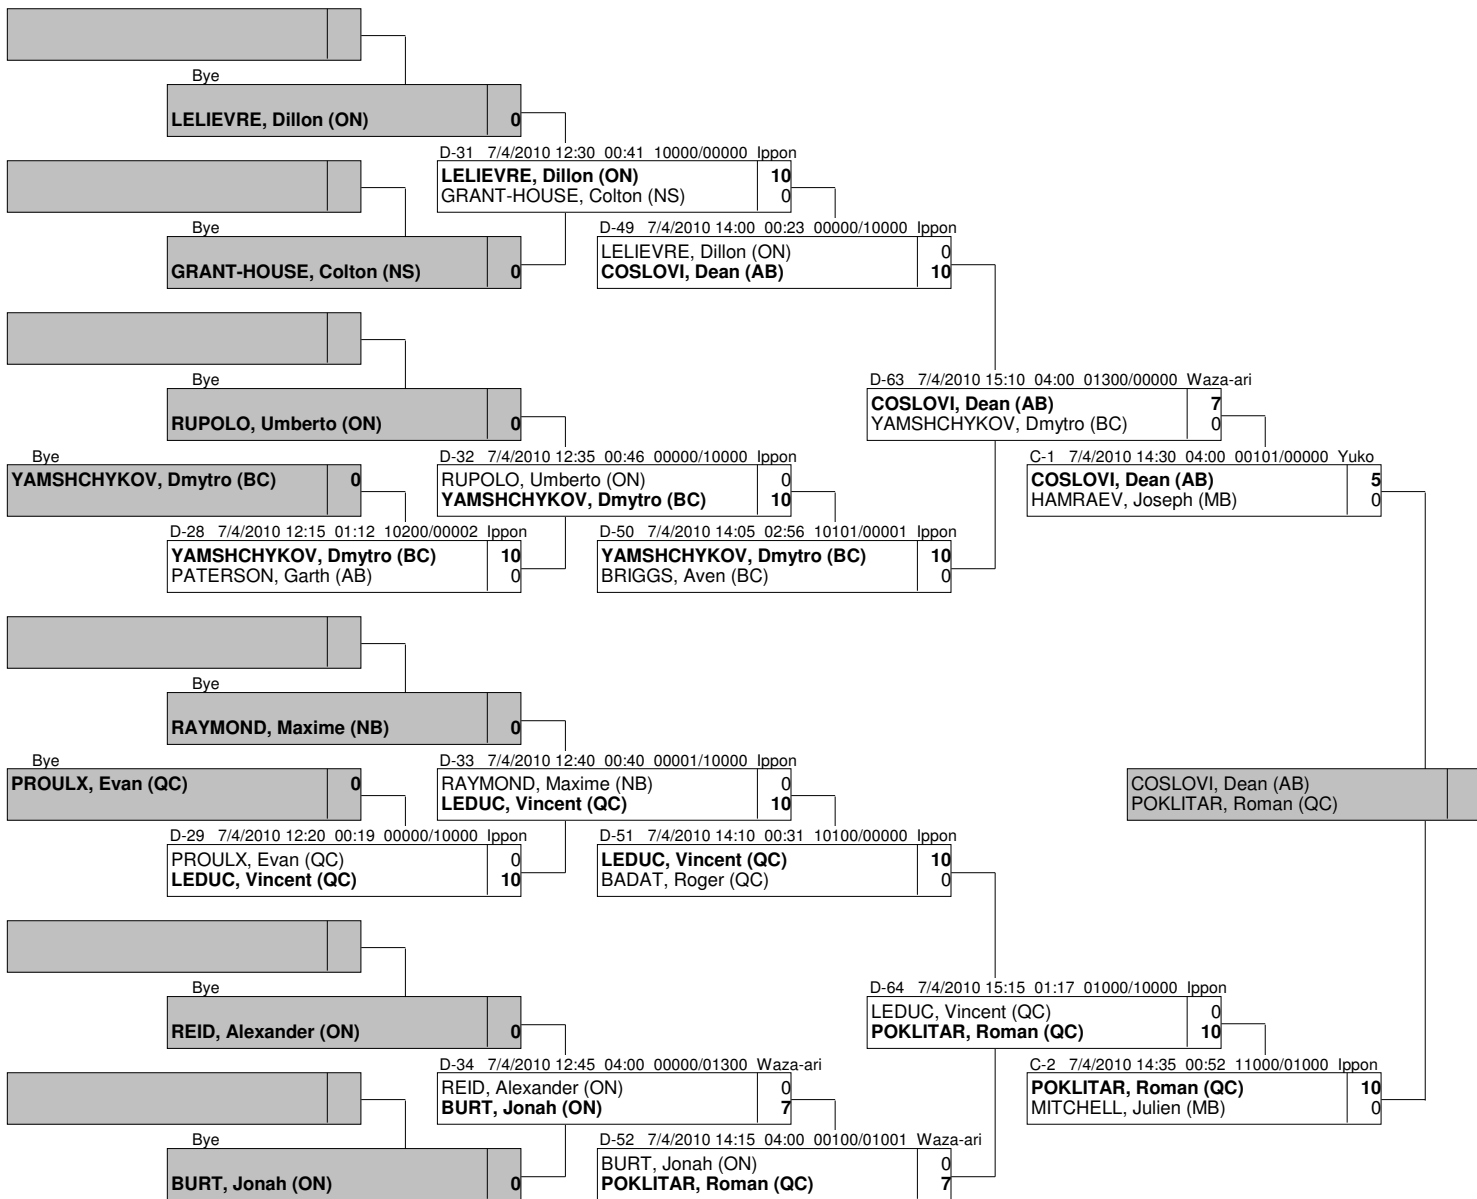 Bye
LELIEVRE, Dillon (ON) 0
D-31 7/4/2010 12:30 00:41 10000/00000 Ippon
LELIEVRE, Dillon (ON) 10
GRANT-HOUSE, Colton (NS) 0
Bye
GRANT-HOUSE, Colton (NS) 0
D-49 7/4/2010 14:00 00:23 00000/10000 Ippon
LELIEVRE, Dillon (ON) 0
COSLOVI, Dean (AB) 10
Bye
RUPOLO, Umberto (ON) 0
D-63 7/4/2010 15:10 04:00 01300/00000 Waza-ari
COSLOVI, Dean (AB) 7
YAMSHCHYKOV, Dmytro (BC) 0
Bye
YAMSHCHYKOV, Dmytro (BC) 0
D-32 7/4/2010 12:35 00:46 00000/10000 Ippon
RUPOLO, Umberto (ON) 0
YAMSHCHYKOV, Dmytro (BC) 10
C-1 7/4/2010 14:30 04:00 00101/00000 Yuko
COSLOVI, Dean (AB) 5
HAMRAEV, Joseph (MB) 0
D-28 7/4/2010 12:15 01:12 10200/00002 Ippon
YAMSHCHYKOV, Dmytro (BC) 10
PATERSON, Garth (AB) 0
D-50 7/4/2010 14:05 02:56 10101/00001 Ippon
YAMSHCHYKOV, Dmytro (BC) 10
BRIGGS, Aven (BC) 0
Bye
RAYMOND, Maxime (NB) 0
Bye
PROULX, Evan (QC) 0
D-33 7/4/2010 12:40 00:40 00001/10000 Ippon
RAYMOND, Maxime (NB) 0
LEDUC, Vincent (QC) 10
COSLOVI, Dean (AB)
POKLITAR, Roman (QC)
D-29 7/4/2010 12:20 00:19 00000/10000 Ippon
PROULX, Evan (QC) 0
LEDUC, Vincent (QC) 10
D-51 7/4/2010 14:10 00:31 10100/00000 Ippon
LEDUC, Vincent (QC) 10
BADAT, Roger (QC) 0
Bye
REID, Alexander (ON) 0
D-64 7/4/2010 15:15 01:17 01000/10000 Ippon
LEDUC, Vincent (QC) 0
POKLITAR, Roman (QC) 10
D-34 7/4/2010 12:45 04:00 00000/01300 Waza-ari
REID, Alexander (ON) 0
BURT, Jonah (ON) 7
C-2 7/4/2010 14:35 00:52 11000/01000 Ippon
POKLITAR, Roman (QC) 10
MITCHELL, Julien (MB) 0
Bye
BURT, Jonah (ON) 0
D-52 7/4/2010 14:15 04:00 00100/01001 Waza-ari
BURT, Jonah (ON) 0
POKLITAR, Roman (QC) 7